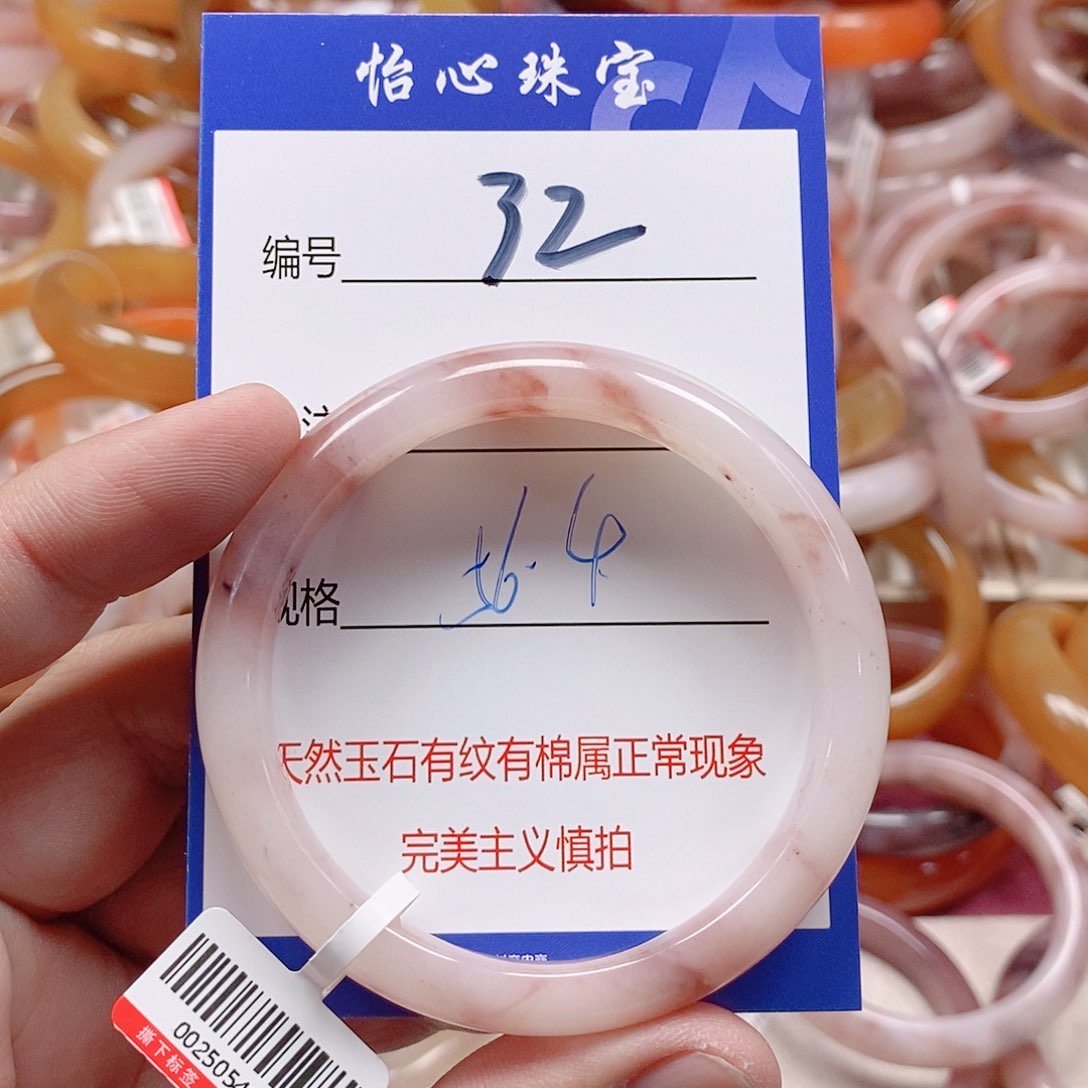 怡心珠宝
编号 32
规格 56.4
天然玉石有纹有棉属正常现象
完美主义慎拍
0025054
撕下标签